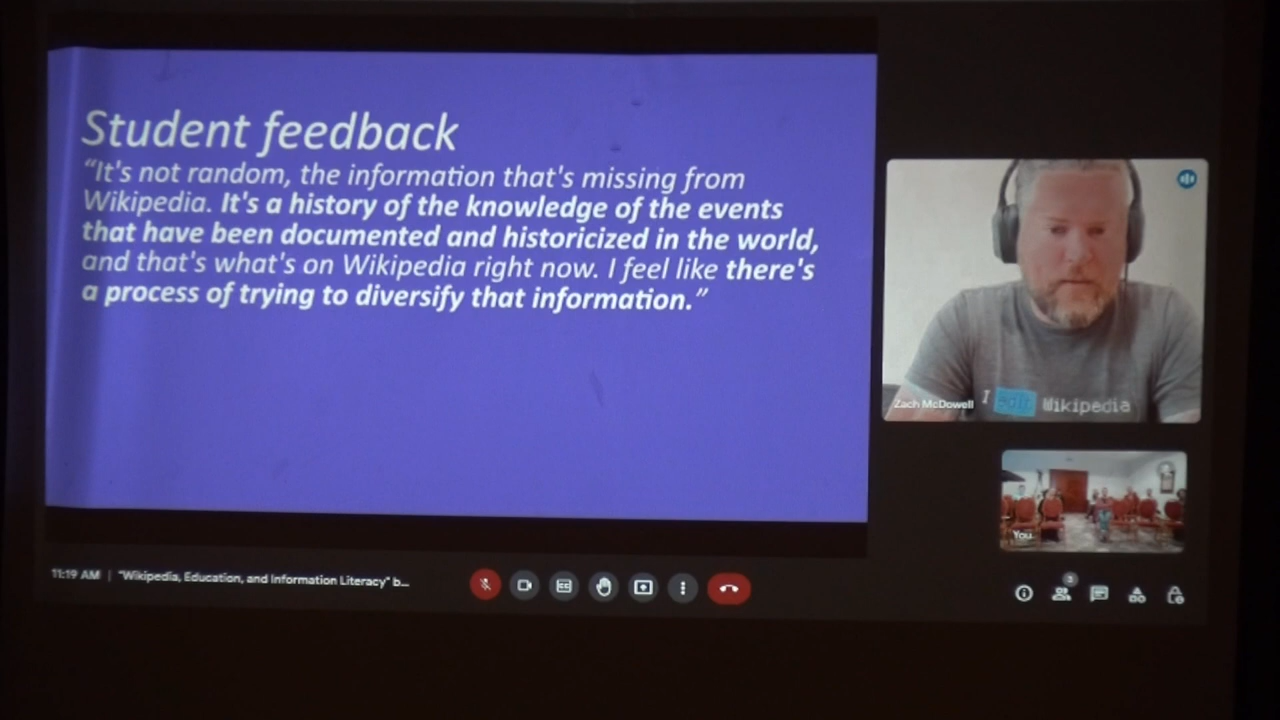 Student feedback
“It's not random, the information that's missing from
Wikipedia. It's a history of the knowledge of the events
that have been documented and historicized in the world,
and that's what's on Wikipedia right now. I feel like there's
a process of trying to diversify that information.”
Zach McDowell
I edit Wikipedia
You
11:19 AM | "Wikipedia, Education, and Information Literacy" b...
CC
3